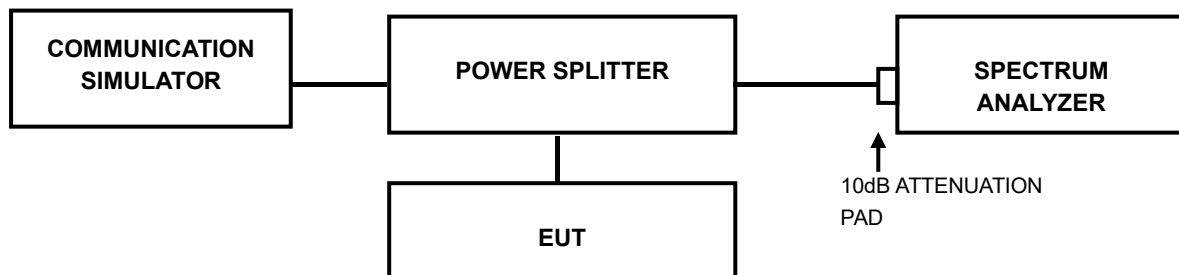 COMMUNICATION
SIMULATOR
POWER SPLITTER
SPECTRUM
ANALYZER
10dB ATTENUATION
PAD
EUT